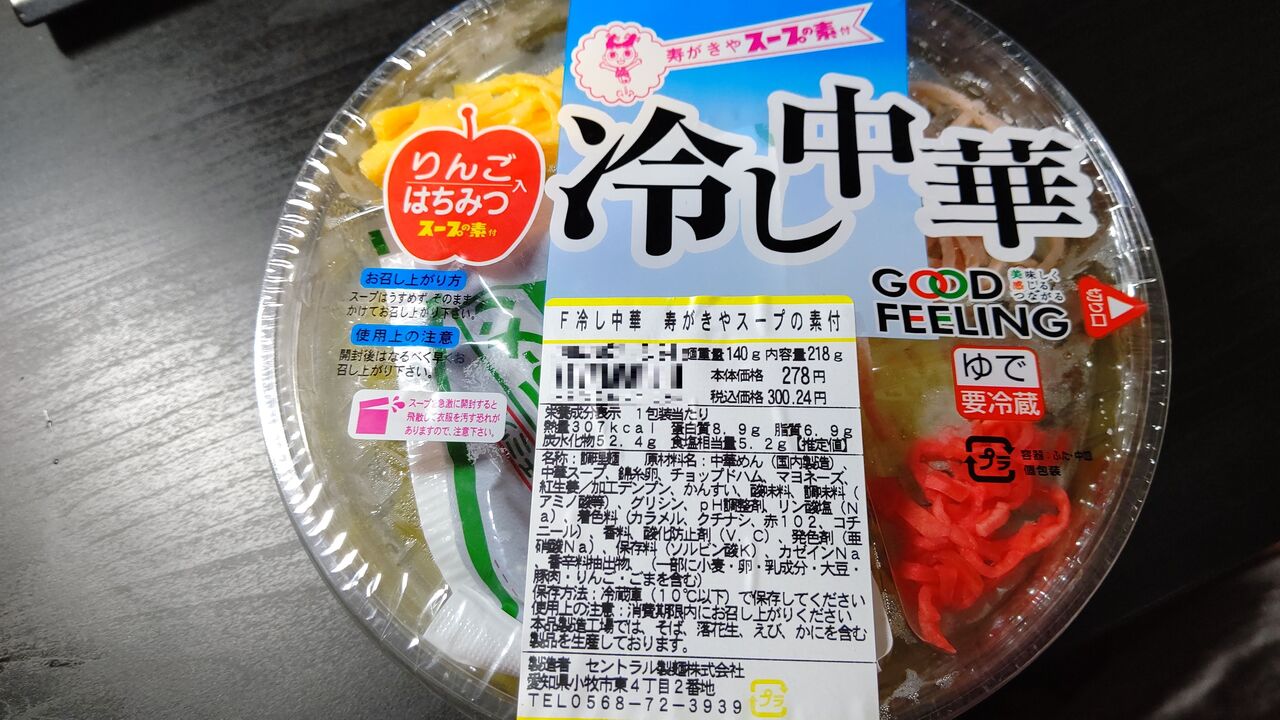 寿がきやスープの素付
冷し中華
りんご
はちみつ入
スープの素付
お召し上がり方
スープはうすめず、そのまま
かけてお召し上がり下さい。
使用上の注意
開封後はなるべく早くお
召し上がり下さい。
スープを急激に開封すると
飛散して衣服を汚す恐れが
ありますので、注意下さい。
GOOD
FEELING
美味しく
感じる
つながる
切り口
ゆで
要冷蔵
プラ
容器:ふた・中皿
個包装
F冷し中華 寿がきやスープの素付
麺重量140g内容量218g
本体価格 278円
税込価格 300.24円
栄養成分表示 1包装当たり
熱量307kcal 蛋白質8.9g 脂質6.9g
炭水化物52.4g 食塩相当量5.2g【推定値】
名称:調理麺 原材料名:中華めん(国内製造)、
中華スープ、錦糸卵、チョップドハム、マヨネーズ、
紅生姜/加工デンプン、かんすい、酸味料、調味料(
アミノ酸等)、グリシン、pH調整剤、リン酸塩(N
a)、着色料(カラメル、クチナシ、赤102、コチ
ニール)、香料、酸化防止剤(V.C)、発色剤(亜
硝酸Na)、保存料(ソルビン酸K)、カゼインNa
、香辛料抽出物、(一部に小麦・卵・乳成分・大豆・
豚肉・りんご・ごまを含む)
保存方法:冷蔵庫(10℃以下)で保存してください
使用上の注意:消費期限内にお召し上がりください
本品製造工場では、そば、落花生、えび、かにを含む
製品を生産しております。
製造者 セントラル製麺株式会社
愛知県小牧市東4丁目2番地
TEL0568-72-3939
プラ